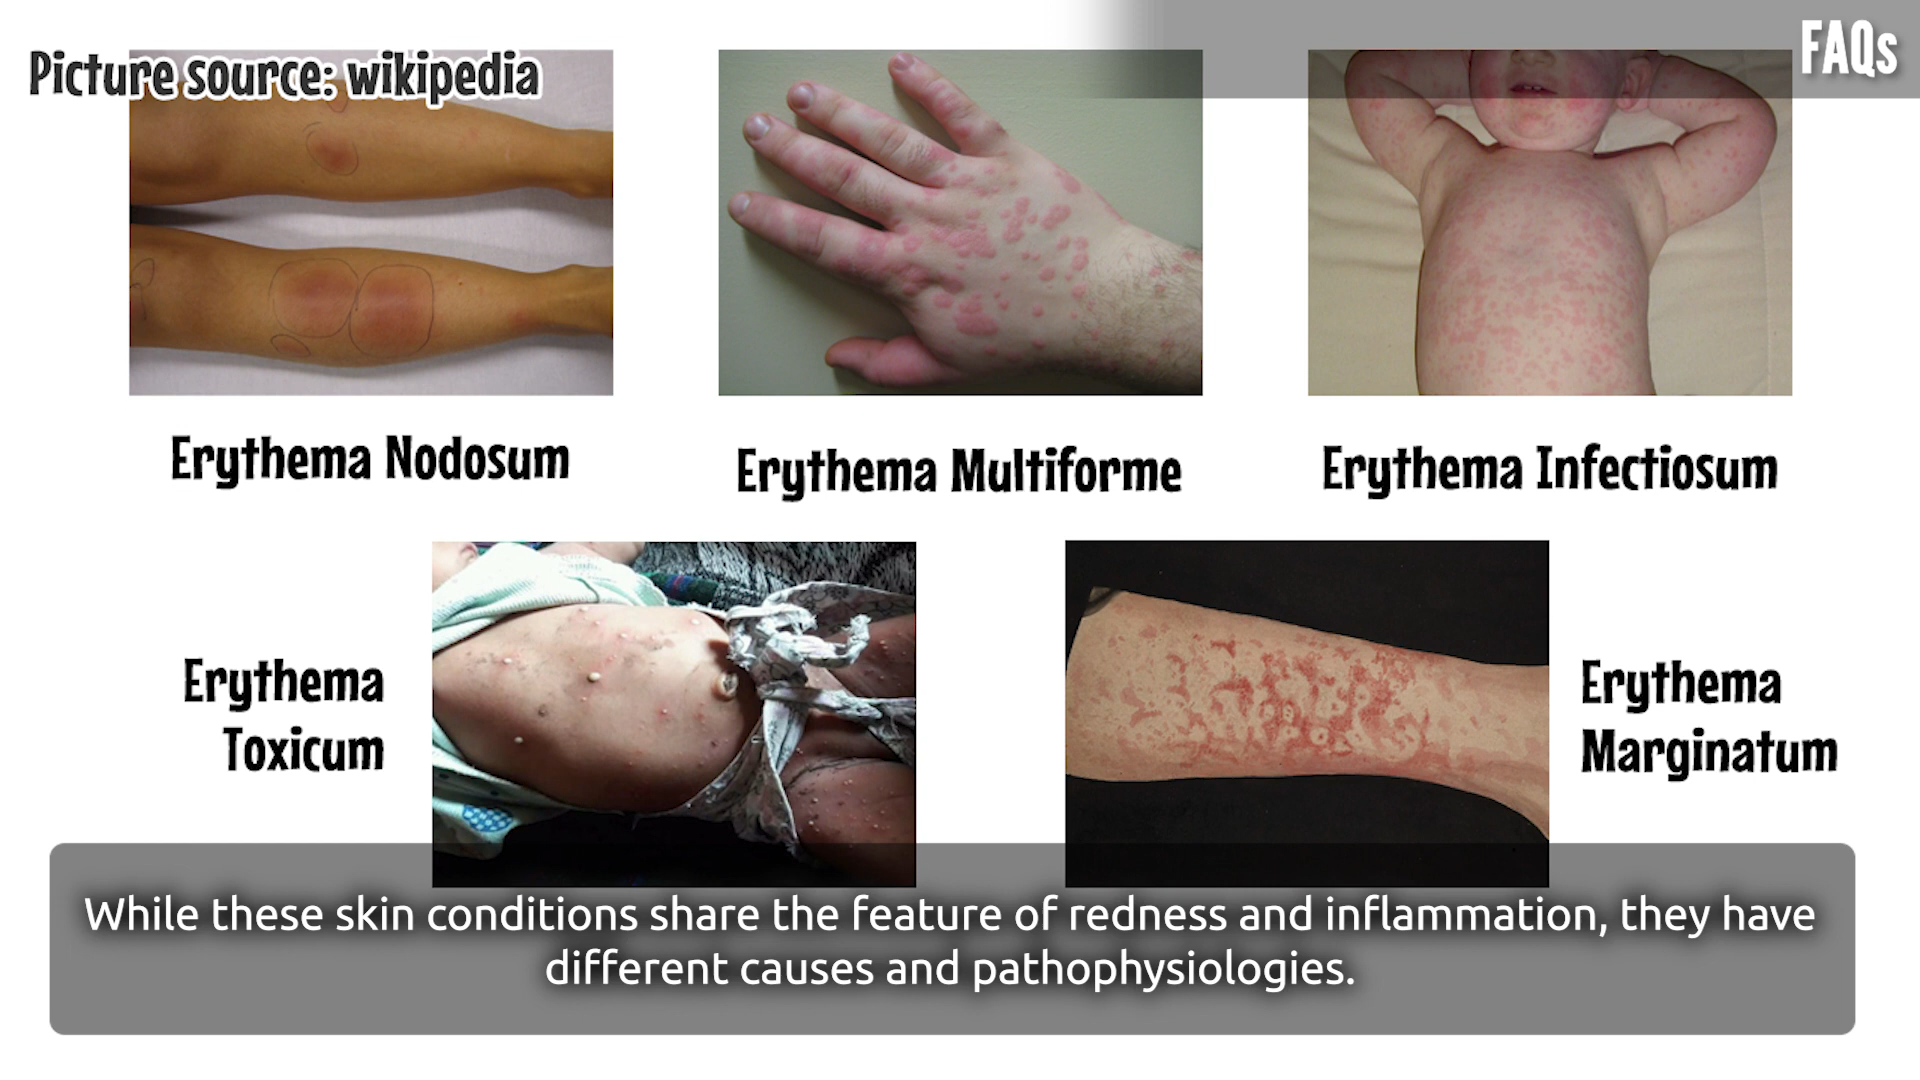 FAQs
Picture source: wikipedia
Erythema Nodosum
Erythema Multiforme
Erythema Infectiosum
Erythema
Toxicum
Erythema
Marginatum
While these skin conditions share the feature of redness and inflammation, they have
different causes and pathophysiologies.